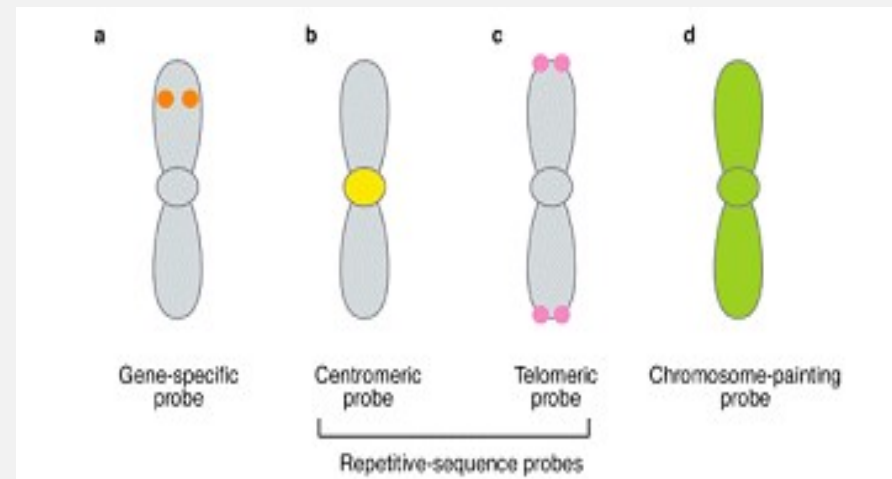 a
b
c
d
Gene-specific
probe
Centromeric
probe
Telomeric
probe
Chromosome-painting
probe
Repetitive-sequence probes